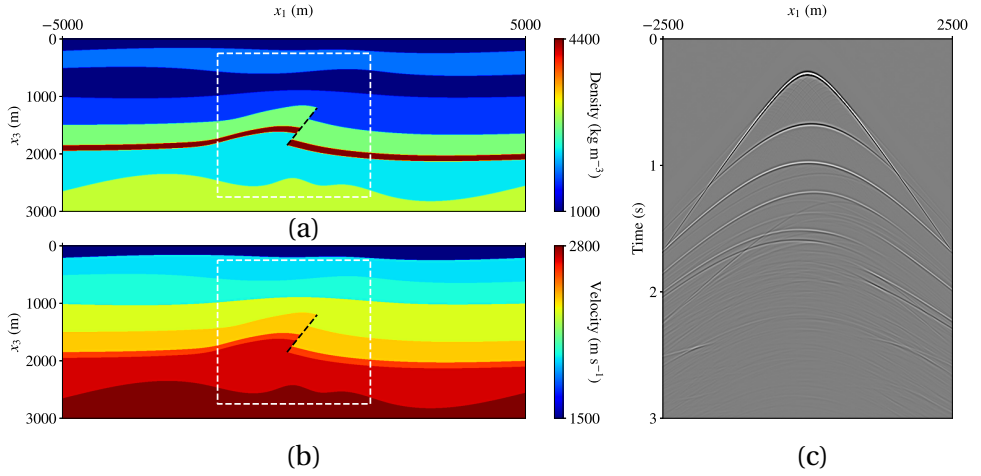 x₁ (m)
−5000 5000
0
1000
2000
3000
x₃ (m)
4400
1000
Density (kg m⁻³)
(a)
0
1000
2000
3000
x₃ (m)
2800
1500
Velocity (m s⁻¹)
(b)
x₁ (m)
−2500 2500
0
1
2
3
Time (s)
(c)